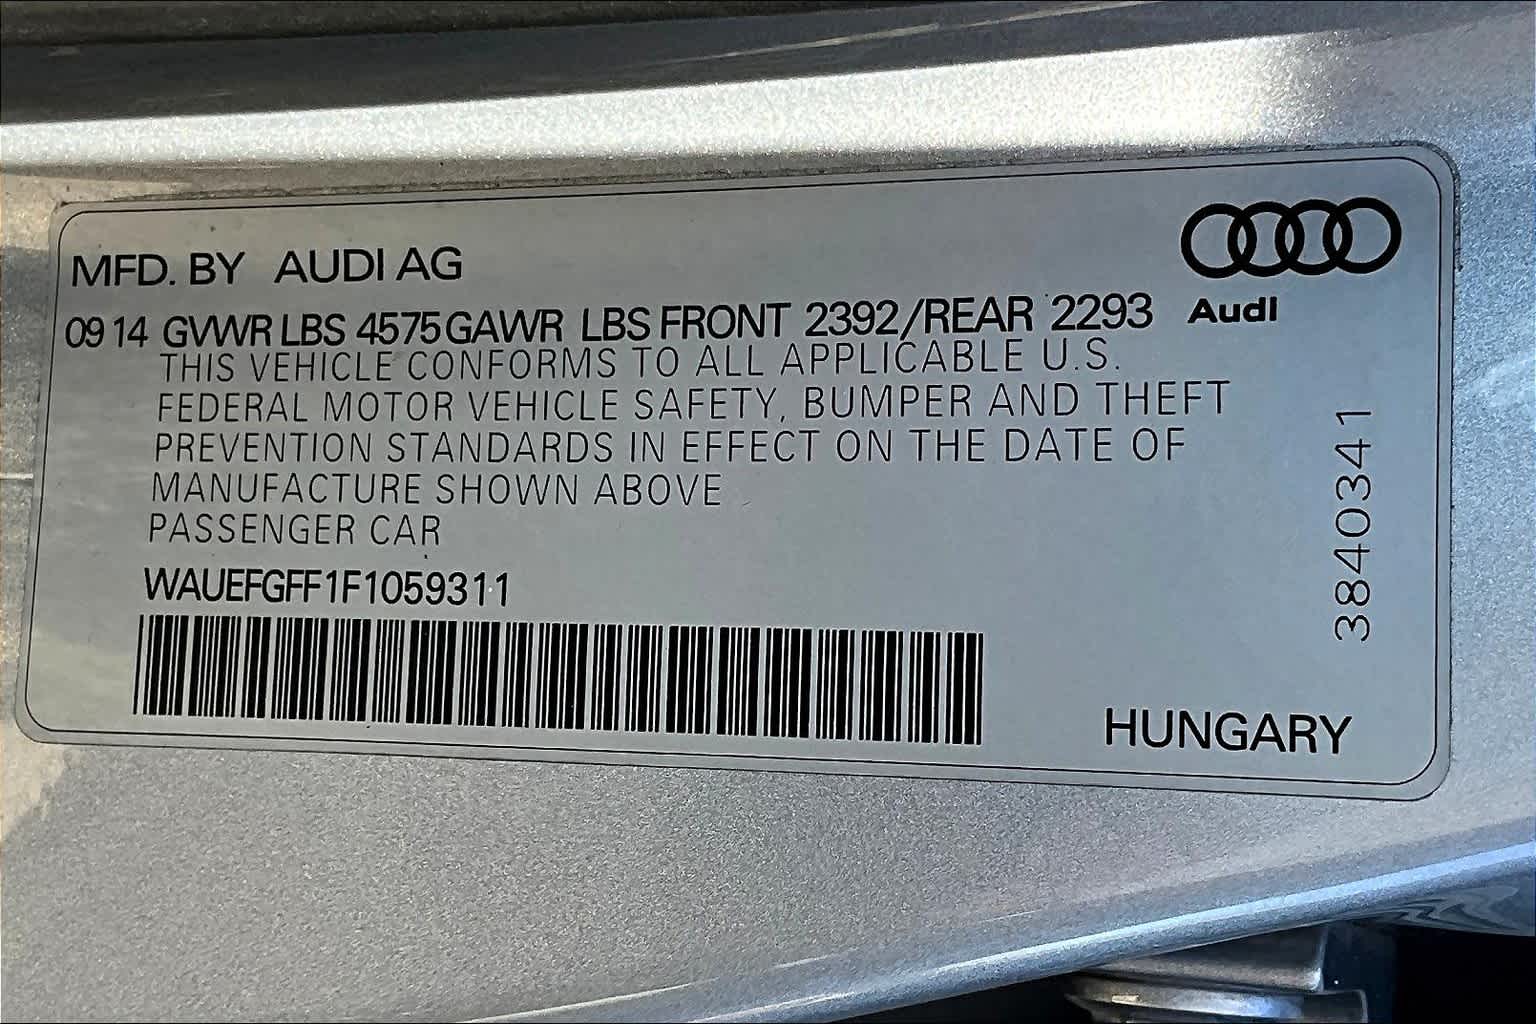 MFD. BY AUDI AG
09 14 GVWR LBS 4575 GAWR LBS FRONT 2392/REAR 2293
Audi
THIS VEHICLE CONFORMS TO ALL APPLICABLE U.S.
FEDERAL MOTOR VEHICLE SAFETY, BUMPER AND THEFT
PREVENTION STANDARDS IN EFFECT ON THE DATE OF
MANUFACTURE SHOWN ABOVE
PASSENGER CAR
WAUEFGFF1F1059311
3840341
HUNGARY